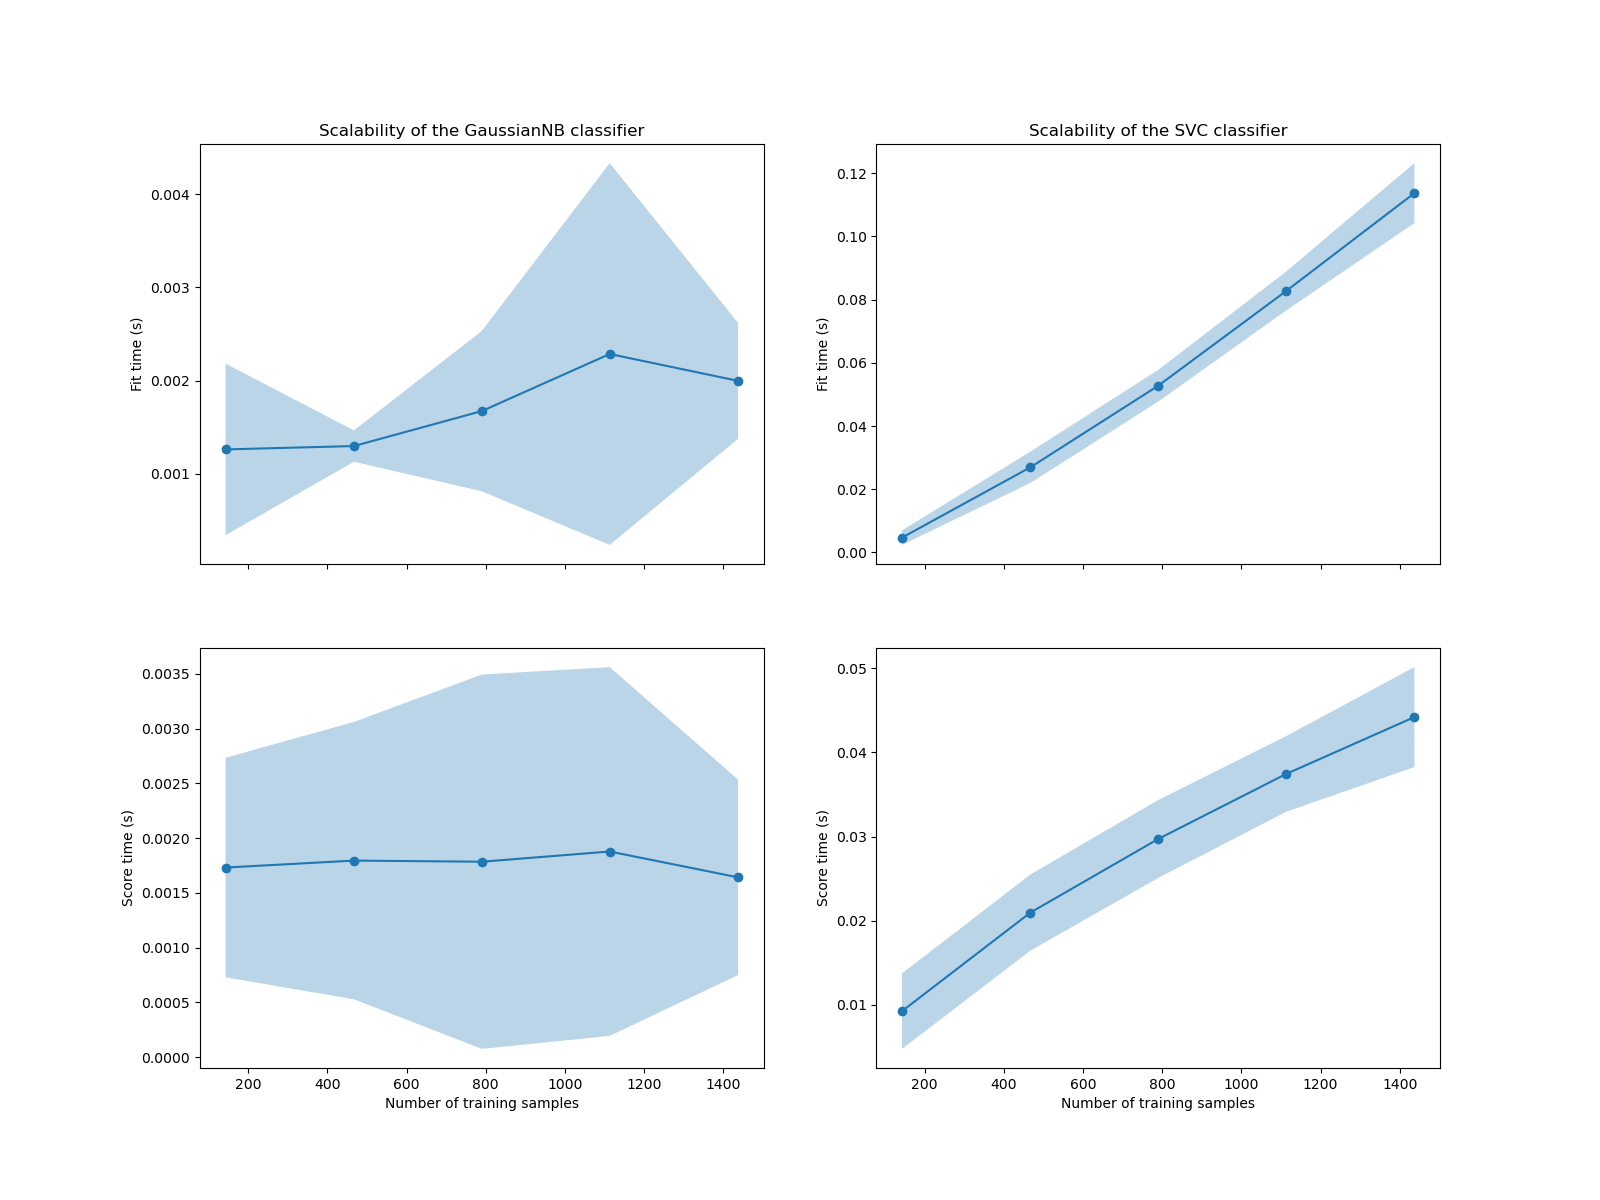 Scalability of the GaussianNB classifier
Scalability of the SVC classifier
0.004
0.003
0.002
0.001
Fit time (s)
0.12
0.10
0.08
0.06
0.04
0.02
0.00
Fit time (s)
0.0035
0.0030
0.0025
0.0020
0.0015
0.0010
0.0005
0.0000
Score time (s)
200 400 600 800 1000 1200 1400
Number of training samples
0.05
0.04
0.03
0.02
0.01
Score time (s)
200 400 600 800 1000 1200 1400
Number of training samples